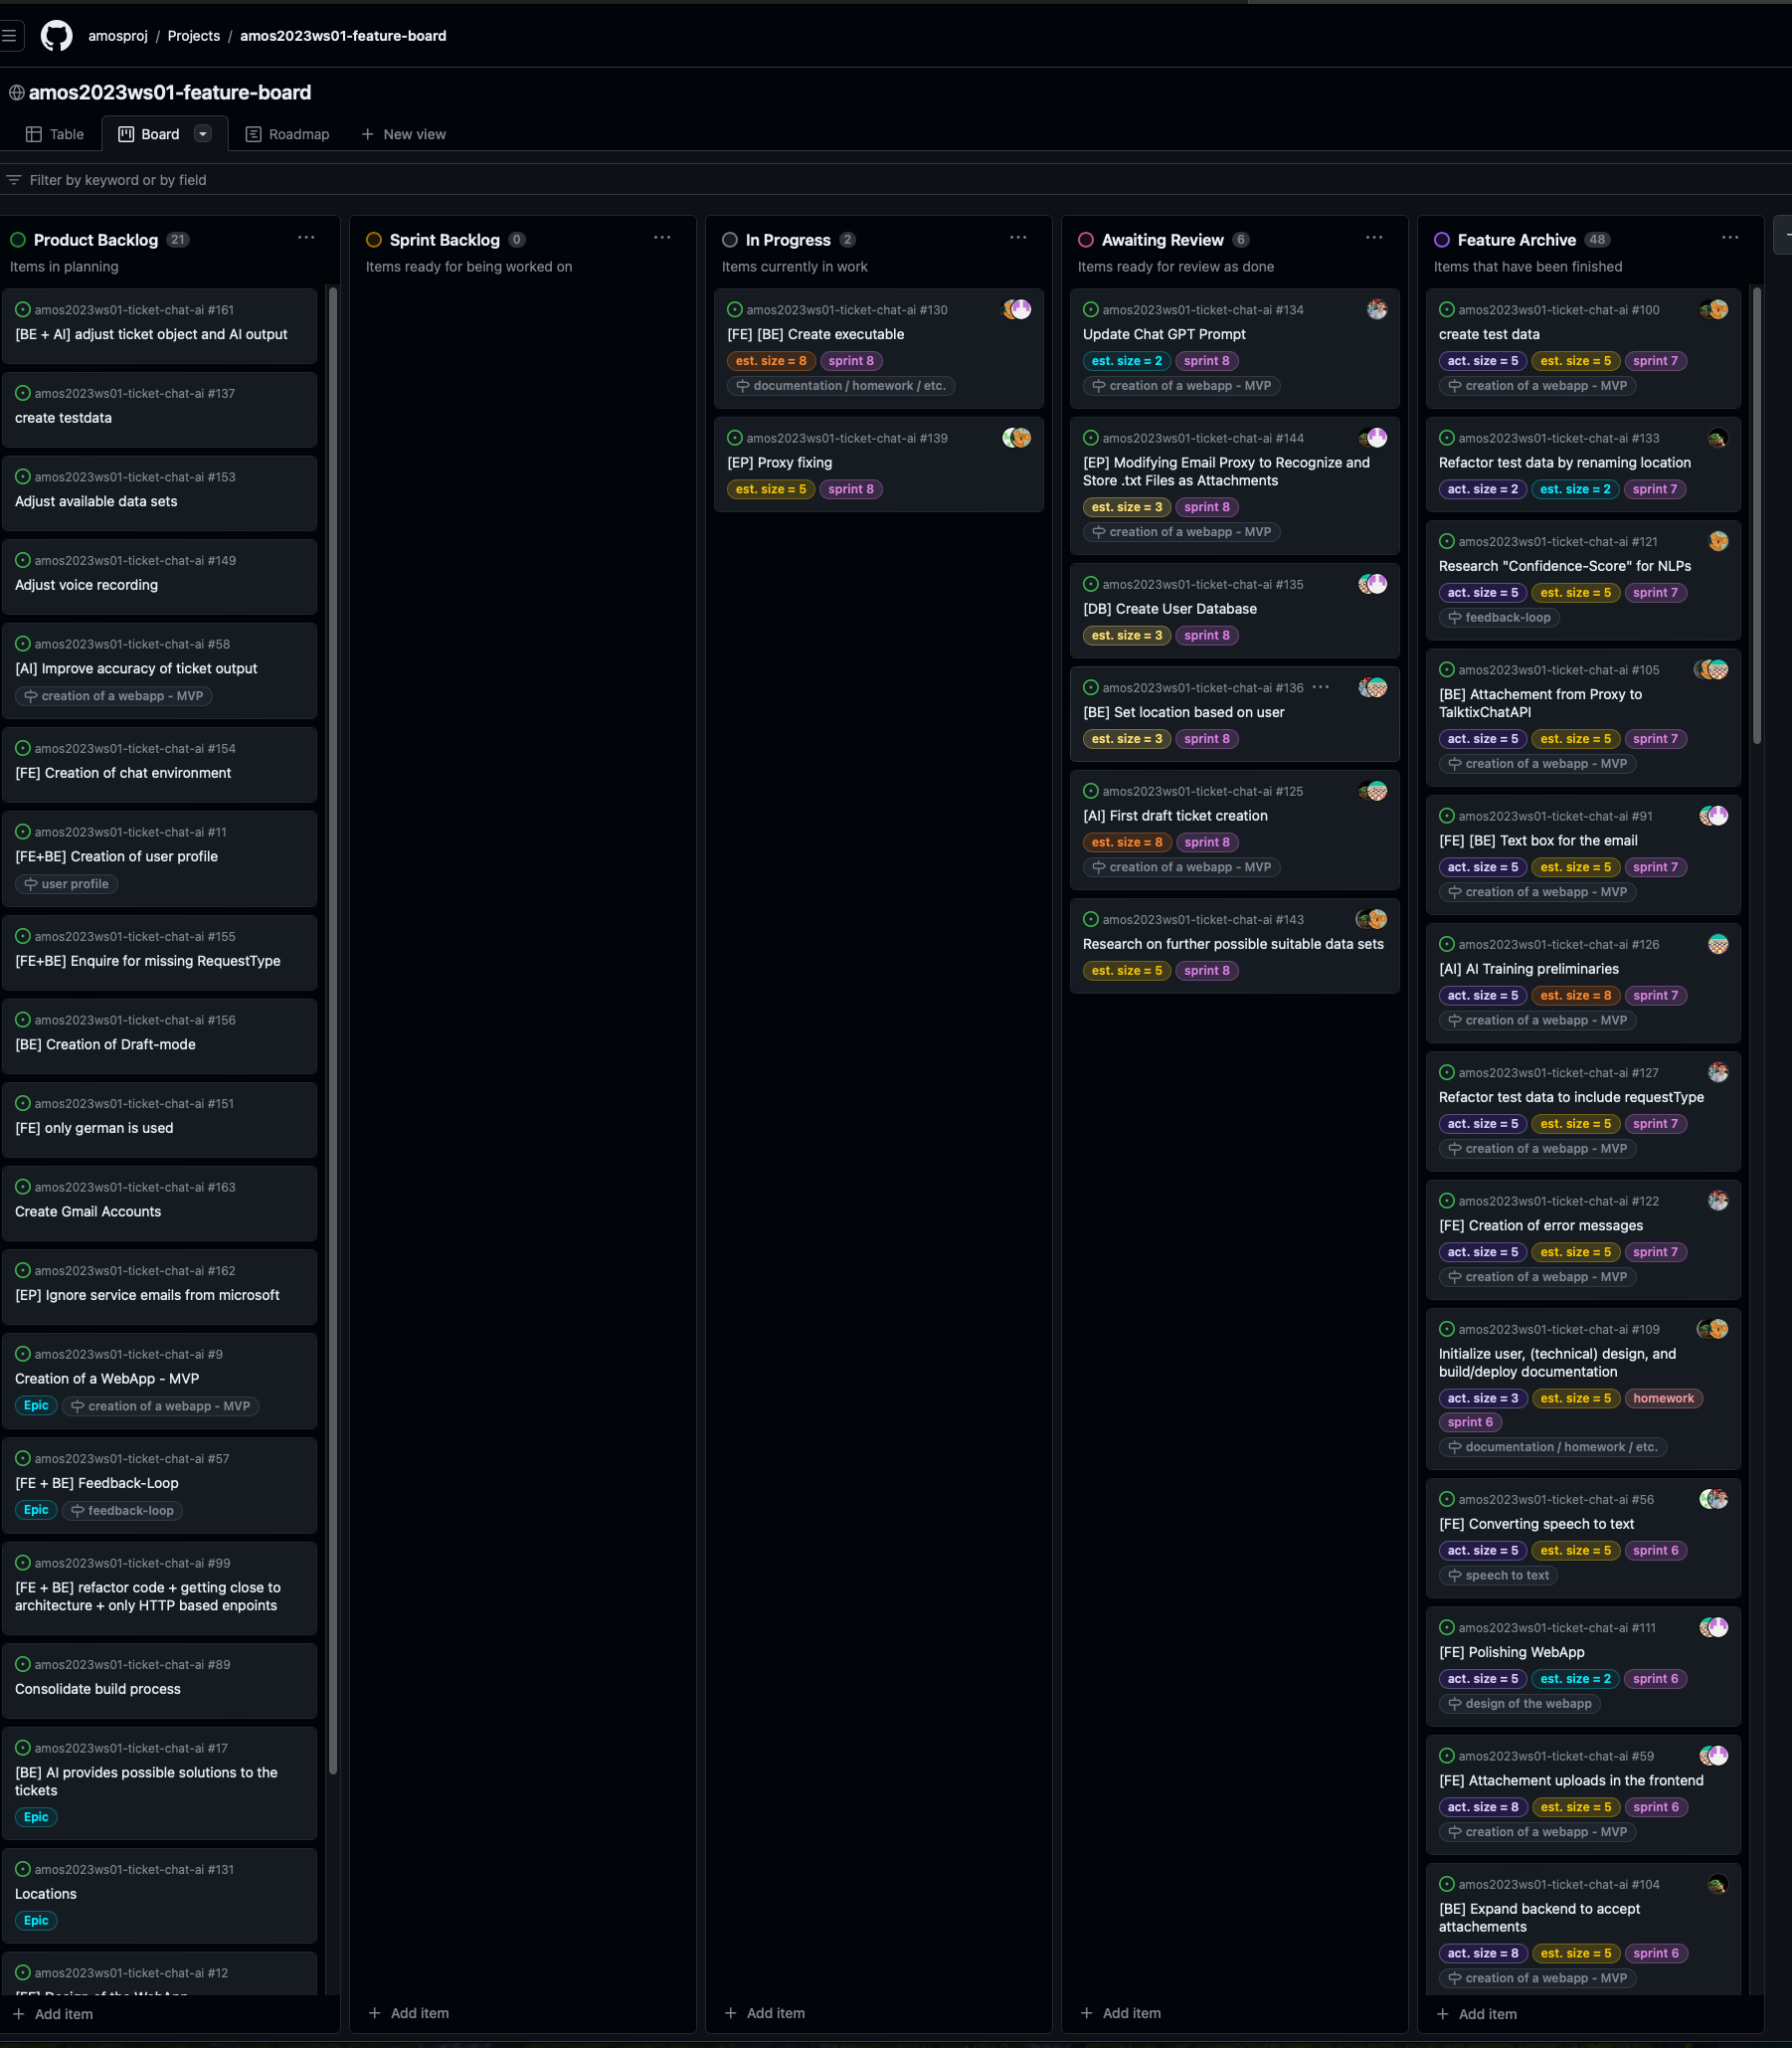 amosproj / Projects / amos2023ws01-feature-board
amos2023ws01-feature-board
Table
Board
Roadmap
New view
Filter by keyword or by field
Product Backlog 21
Items in planning
amos2023ws01-ticket-chat-ai #161
[BE + AI] adjust ticket object and AI output
amos2023ws01-ticket-chat-ai #137
create testdata
amos2023ws01-ticket-chat-ai #153
Adjust available data sets
amos2023ws01-ticket-chat-ai #149
Adjust voice recording
amos2023ws01-ticket-chat-ai #58
[AI] Improve accuracy of ticket output
creation of a webapp - MVP
amos2023ws01-ticket-chat-ai #154
[FE] Creation of chat environment
amos2023ws01-ticket-chat-ai #11
[FE+BE] Creation of user profile
user profile
amos2023ws01-ticket-chat-ai #155
[FE+BE] Enquire for missing RequestType
amos2023ws01-ticket-chat-ai #156
[BE] Creation of Draft-mode
amos2023ws01-ticket-chat-ai #151
[FE] only german is used
amos2023ws01-ticket-chat-ai #163
Create Gmail Accounts
amos2023ws01-ticket-chat-ai #162
[EP] Ignore service emails from microsoft
amos2023ws01-ticket-chat-ai #9
Creation of a WebApp - MVP
Epic creation of a webapp - MVP
amos2023ws01-ticket-chat-ai #57
[FE + BE] Feedback-Loop
Epic feedback-loop
amos2023ws01-ticket-chat-ai #99
[FE + BE] refactor code + getting close to
architecture + only HTTP based enpoints
amos2023ws01-ticket-chat-ai #89
Consolidate build process
amos2023ws01-ticket-chat-ai #17
[BE] AI provides possible solutions to the
tickets
Epic
amos2023ws01-ticket-chat-ai #131
Locations
Epic
amos2023ws01-ticket-chat-ai #12
[FE] Design of the WebApp
Add item
Sprint Backlog 0
Items ready for being worked on
Add item
In Progress 2
Items currently in work
amos2023ws01-ticket-chat-ai #130
[FE] [BE] Create executable
est. size = 8 sprint 8
documentation / homework / etc.
amos2023ws01-ticket-chat-ai #139
[EP] Proxy fixing
est. size = 5 sprint 8
Add item
Awaiting Review 6
Items ready for review as done
amos2023ws01-ticket-chat-ai #134
Update Chat GPT Prompt
est. size = 2 sprint 8
creation of a webapp - MVP
amos2023ws01-ticket-chat-ai #144
[EP] Modifying Email Proxy to Recognize and
Store .txt Files as Attachments
est. size = 3 sprint 8
creation of a webapp - MVP
amos2023ws01-ticket-chat-ai #135
[DB] Create User Database
est. size = 3 sprint 8
amos2023ws01-ticket-chat-ai #136
[BE] Set location based on user
est. size = 3 sprint 8
amos2023ws01-ticket-chat-ai #125
[AI] First draft ticket creation
est. size = 8 sprint 8
creation of a webapp - MVP
amos2023ws01-ticket-chat-ai #143
Research on further possible suitable data sets
est. size = 5 sprint 8
Add item
Feature Archive 48
Items that have been finished
amos2023ws01-ticket-chat-ai #100
create test data
act. size = 5 est. size = 5 sprint 7
creation of a webapp - MVP
amos2023ws01-ticket-chat-ai #133
Refactor test data by renaming location
act. size = 2 est. size = 2 sprint 7
amos2023ws01-ticket-chat-ai #121
Research "Confidence-Score" for NLPs
act. size = 5 est. size = 5 sprint 7
feedback-loop
amos2023ws01-ticket-chat-ai #105
[BE] Attachement from Proxy to
TalktixChatAPI
act. size = 5 est. size = 5 sprint 7
creation of a webapp - MVP
amos2023ws01-ticket-chat-ai #91
[FE] [BE] Text box for the email
act. size = 5 est. size = 5 sprint 7
creation of a webapp - MVP
amos2023ws01-ticket-chat-ai #126
[AI] AI Training preliminaries
act. size = 5 est. size = 8 sprint 7
creation of a webapp - MVP
amos2023ws01-ticket-chat-ai #127
Refactor test data to include requestType
act. size = 5 est. size = 5 sprint 7
creation of a webapp - MVP
amos2023ws01-ticket-chat-ai #122
[FE] Creation of error messages
act. size = 5 est. size = 5 sprint 7
creation of a webapp - MVP
amos2023ws01-ticket-chat-ai #109
Initialize user, (technical) design, and
build/deploy documentation
act. size = 3 est. size = 5 homework
sprint 6
documentation / homework / etc.
amos2023ws01-ticket-chat-ai #56
[FE] Converting speech to text
act. size = 5 est. size = 5 sprint 6
speech to text
amos2023ws01-ticket-chat-ai #111
[FE] Polishing WebApp
act. size = 5 est. size = 2 sprint 6
design of the webapp
amos2023ws01-ticket-chat-ai #59
[FE] Attachement uploads in the frontend
act. size = 8 est. size = 5 sprint 6
creation of a webapp - MVP
amos2023ws01-ticket-chat-ai #104
[BE] Expand backend to accept
attachements
act. size = 8 est. size = 5 sprint 6
creation of a webapp - MVP
Add item